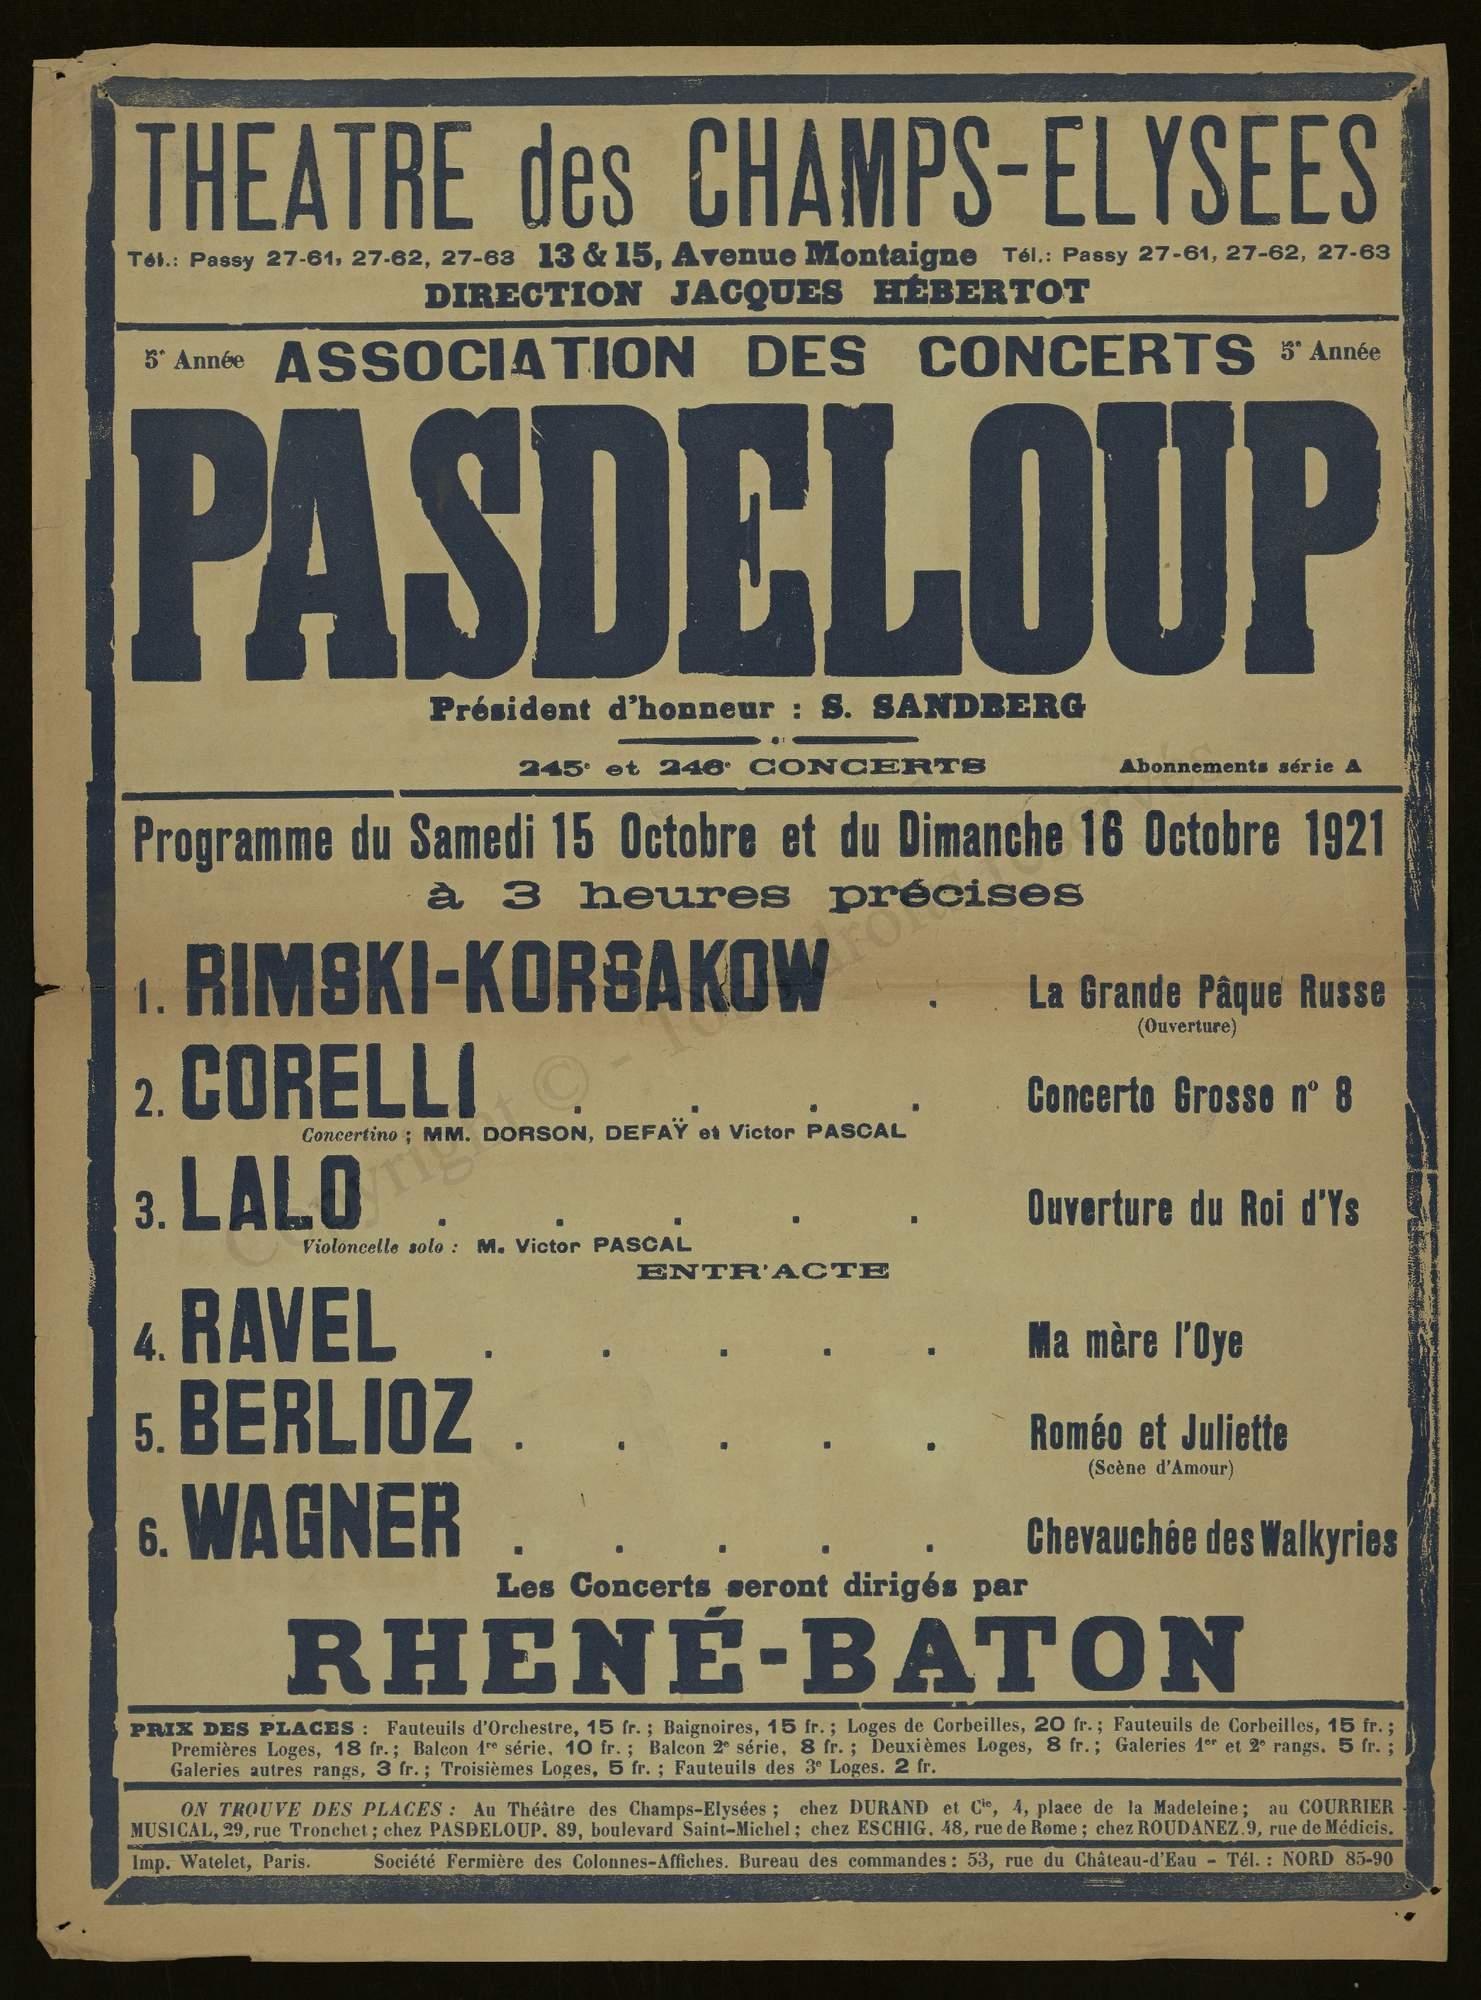 THEATRE des CHAMPS-ELYSEES
Tél.: Passy 27-61, 27-62, 27-63 13 & 15, Avenue Montaigne Tél.: Passy 27-61, 27-62, 27-63
DIRECTION JACQUES HÉBERTOT
5e Année ASSOCIATION DES CONCERTS 5e Année
PASDELOUP
Président d'honneur : S. SANDBERG
245e et 246e CONCERTS Abonnements série A
Programme du Samedi 15 Octobre et du Dimanche 16 Octobre 1921
à 3 heures précises
1. RIMSKI-KORSAKOW . La Grande Pâque Russe
(Ouverture)
2. CORELLI . . . . Concerto Grosso nº 8
Concertino ; MM. DORSON, DEFAŸ et Victor PASCAL
3. LALO . . . . . Ouverture du Roi d'Ys
Violoncelle solo : M. Victor PASCAL
ENTR'ACTE
4. RAVEL . . . . . Ma mère l'Oye
5. BERLIOZ . . . . . Roméo et Juliette
(Scène d'Amour)
6. WAGNER . . . . . Chevauchée des Walkyries
Les Concerts seront dirigés par
RHENÉ-BATON
PRIX DES PLACES : Fauteuils d'Orchestre, 15 fr. ; Baignoires, 15 fr. ; Loges de Corbeilles, 20 fr. ; Fauteuils de Corbeilles, 15 fr. ;
Premières Loges, 18 fr. ; Balcon 1re série, 10 fr. ; Balcon 2e série, 8 fr. ; Deuxièmes Loges, 8 fr. ; Galeries 1er et 2e rangs, 5 fr. ;
Galeries autres rangs, 3 fr. ; Troisièmes Loges, 5 fr. ; Fauteuils des 3e Loges. 2 fr.
ON TROUVE DES PLACES : Au Théâtre des Champs-Elysées ; chez DURAND et Cie, 4, place de la Madeleine ; au COURRIER
MUSICAL, 29, rue Tronchet ; chez PASDELOUP, 89, boulevard Saint-Michel ; chez ESCHIG, 48, rue de Rome ; chez ROUDANEZ, 9, rue de Médicis.
Imp. Watelet, Paris. Société Fermière des Colonnes-Affiches. Bureau des commandes : 53, rue du Château-d'Eau - Tél. : NORD 85-90
Copyright © - Tous droits réservés